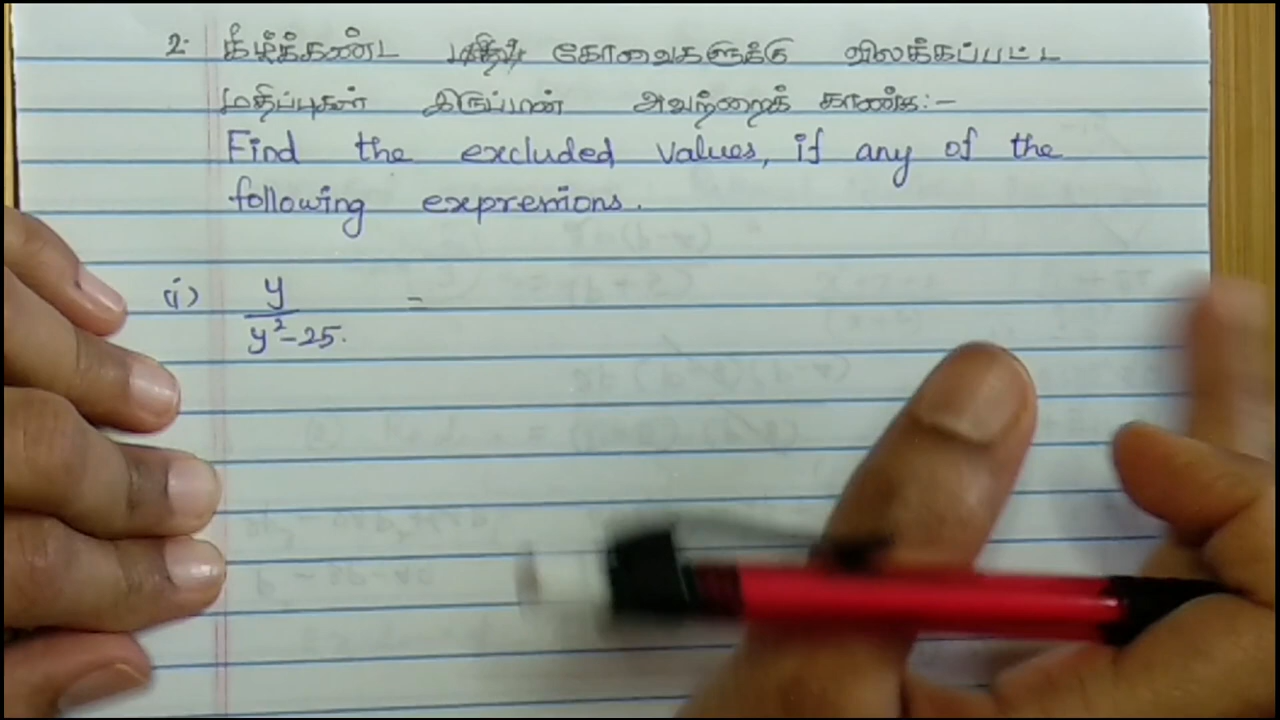 2. கீழ்க்கண்ட கோவைகளுக்கு விலக்கப்பட்ட
மதிப்புகள் இருப்பின் அவற்றைக் காண்க:-
Find the excluded values, if any of the
following expressions.
(i) y / y²-25. =